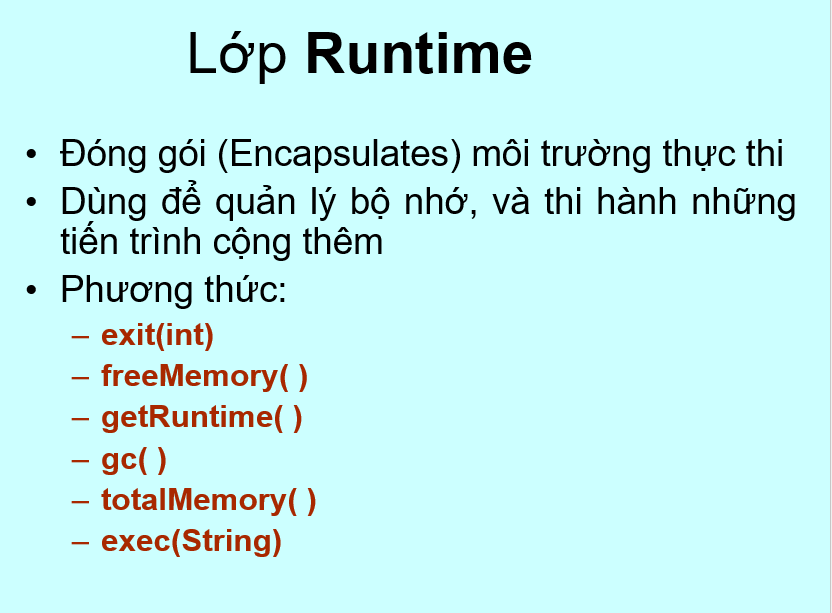 Lớp Runtime
• Đóng gói (Encapsulates) môi trường thực thi
• Dùng để quản lý bộ nhớ, và thi hành những
tiến trình cộng thêm
• Phương thức:
– exit(int)
– freeMemory( )
– getRuntime( )
– gc( )
– totalMemory( )
– exec(String)